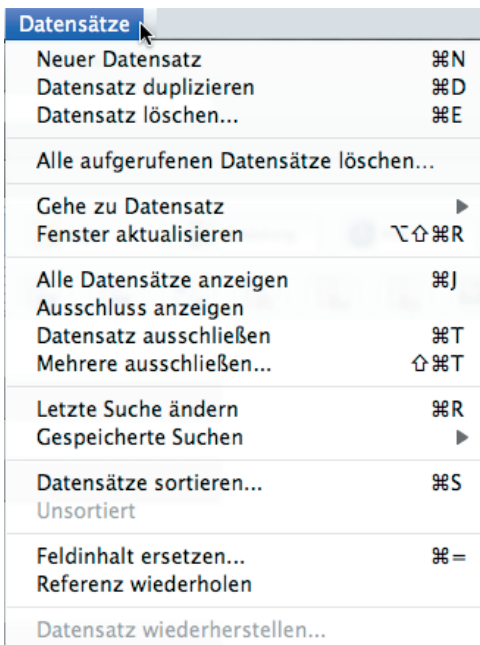 Datensätze
Neuer Datensatz ⌘N
Datensatz duplizieren ⌘D
Datensatz löschen... ⌘E
Alle aufgerufenen Datensätze löschen...
Gehe zu Datensatz ▶
Fenster aktualisieren ⌥⇧⌘R
Alle Datensätze anzeigen ⌘J
Ausschluss anzeigen
Datensatz ausschließen ⌘T
Mehrere ausschließen... ⇧⌘T
Letzte Suche ändern ⌘R
Gespeicherte Suchen ▶
Datensätze sortieren... ⌘S
Unsortiert
Feldinhalt ersetzen... ⌘=
Referenz wiederholen
Datensatz wiederherstellen...